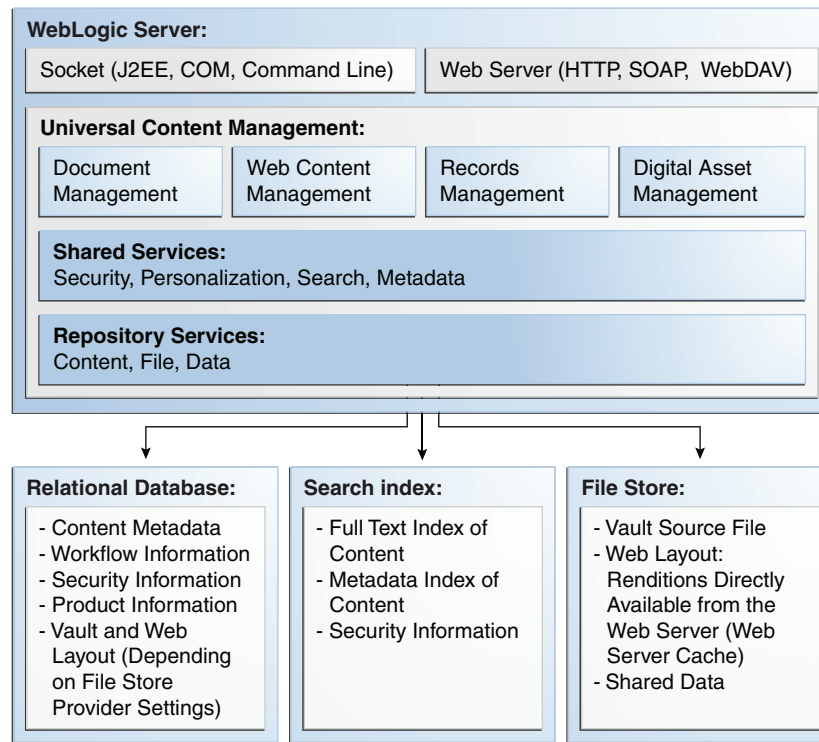 WebLogic Server:
Socket (J2EE, COM, Command Line)
Web Server (HTTP, SOAP, WebDAV)
Universal Content Management:
Document
Management
Web Content
Management
Records
Management
Digital Asset
Management
Shared Services:
Security, Personalization, Search, Metadata
Repository Services:
Content, File, Data
Relational Database:
- Content Metadata
- Workflow Information
- Security Information
- Product Information
- Vault and Web
Layout (Depending
on File Store
Provider Settings)
Search index:
- Full Text Index of
Content
- Metadata Index of
Content
- Security Information
File Store:
- Vault Source File
- Web Layout:
Renditions Directly
Available from the
Web Server (Web
Server Cache)
- Shared Data